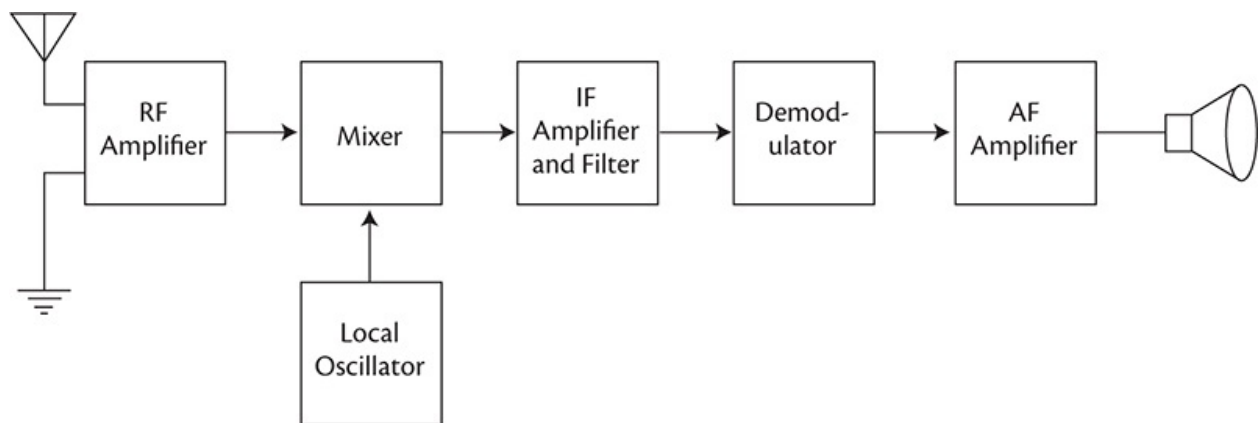 RF
Amplifier
Mixer
IF
Amplifier
and Filter
Demod-
ulator
AF
Amplifier
Local
Oscillator